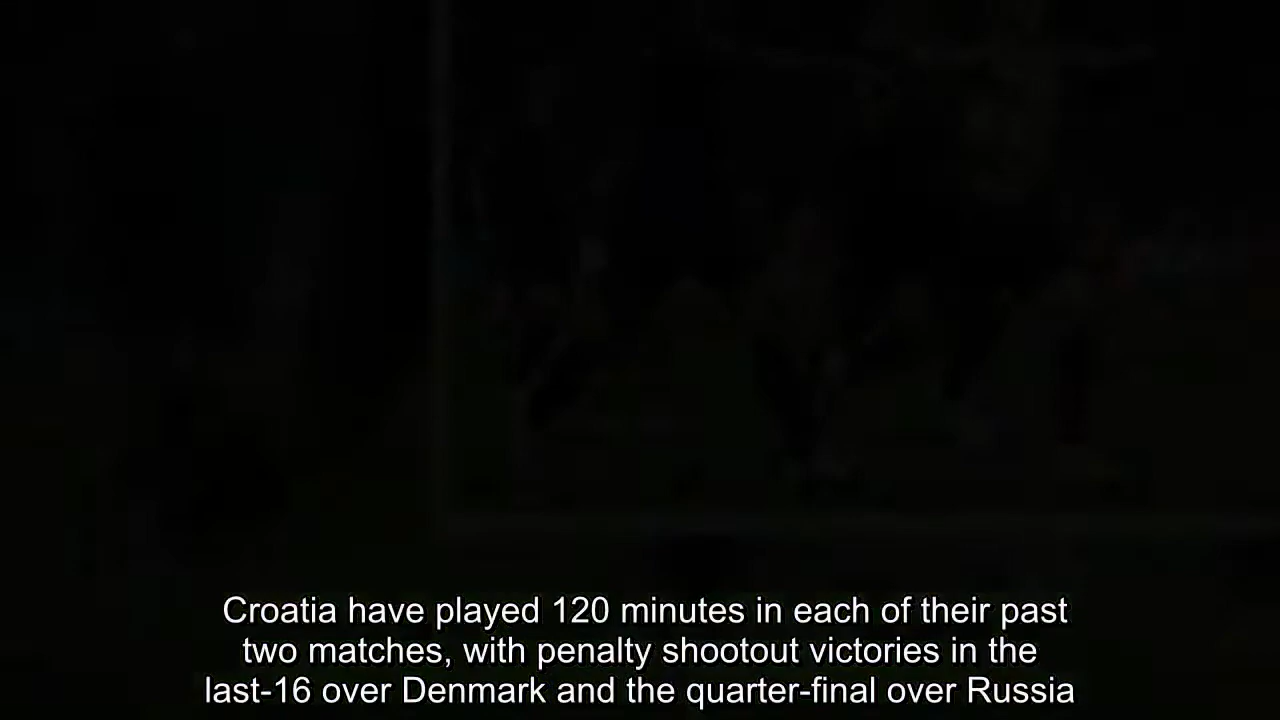 Croatia have played 120 minutes in each of their past
two matches, with penalty shootout victories in the
last-16 over Denmark and the quarter-final over Russia